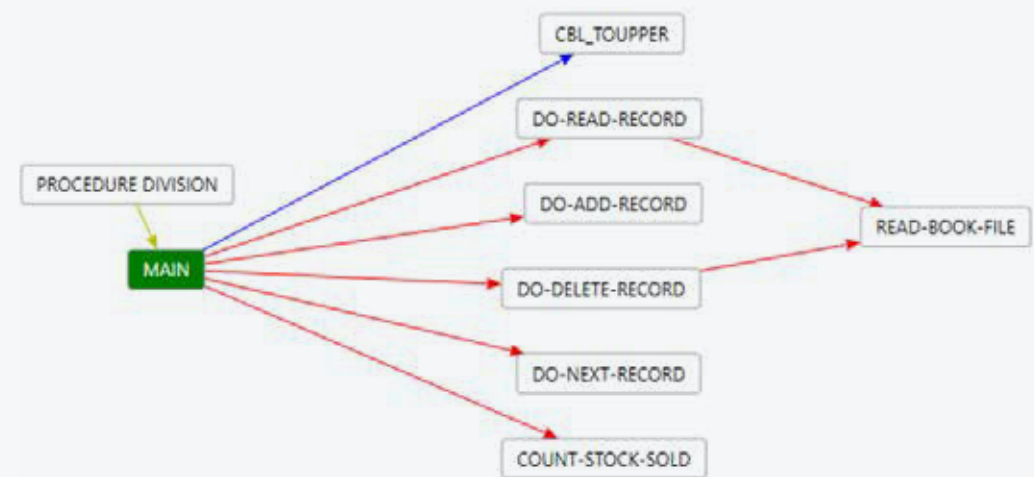 CBL_TOUPPER
DO-READ-RECORD
PROCEDURE DIVISION
DO-ADD-RECORD
READ-BOOK-FILE
MAIN
DO-DELETE-RECORD
DO-NEXT-RECORD
COUNT-STOCK-SOLD